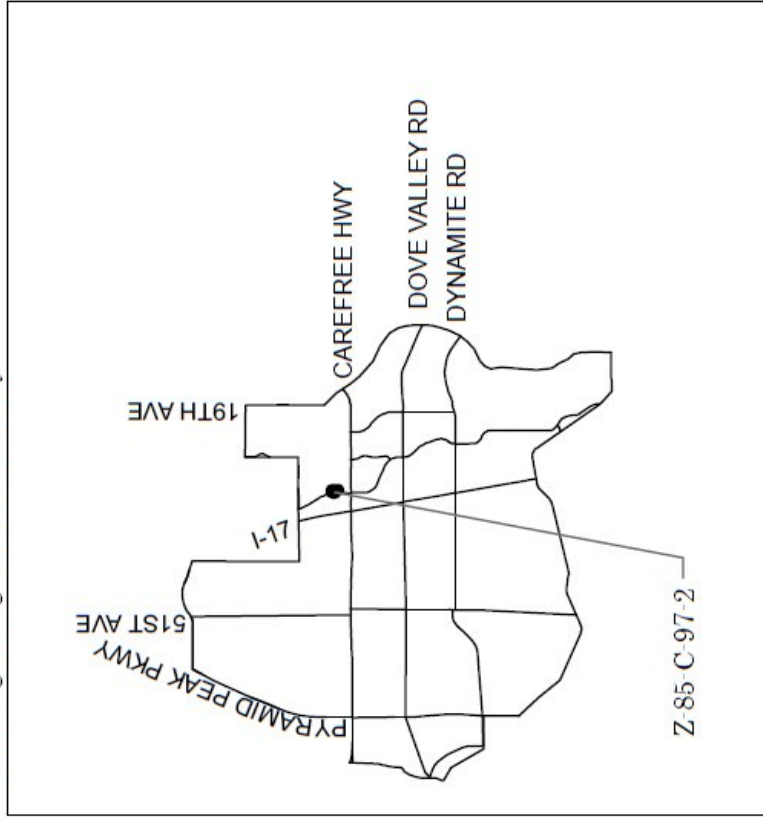 19TH AVE
I-17
51ST AVE
PYRAMID PEAK PKWY
CAREFREE HWY
DOVE VALLEY RD
DYNAMITE RD
Z-85-C-97-2